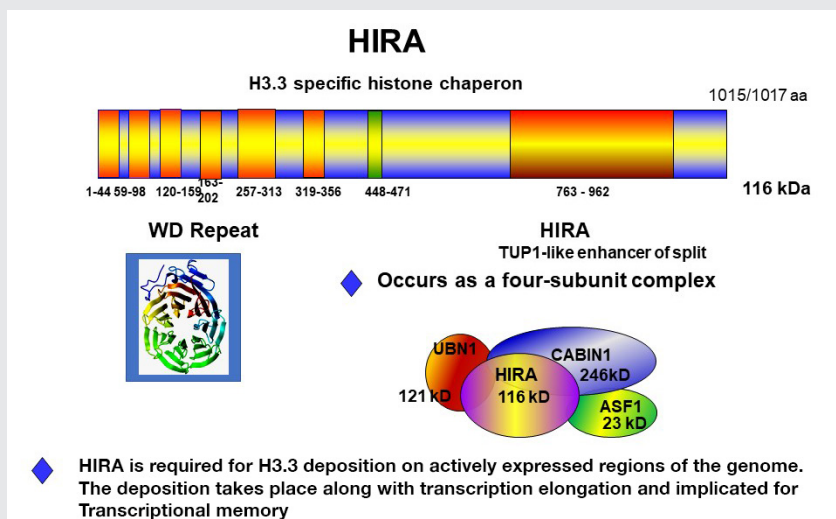 HIRA
H3.3 specific histone chaperon
1015/1017 aa
1-44 59-98 120-159 163-202 257-313 319-356 448-471 763 - 962
116 kDa
WD Repeat
HIRA
TUP1-like enhancer of split
Occurs as a four-subunit complex
UBN1
CABIN1
HIRA
246kD
121 kD
116 kD
ASF1
23 kD
HIRA is required for H3.3 deposition on actively expressed regions of the genome.
The deposition takes place along with transcription elongation and implicated for
Transcriptional memory